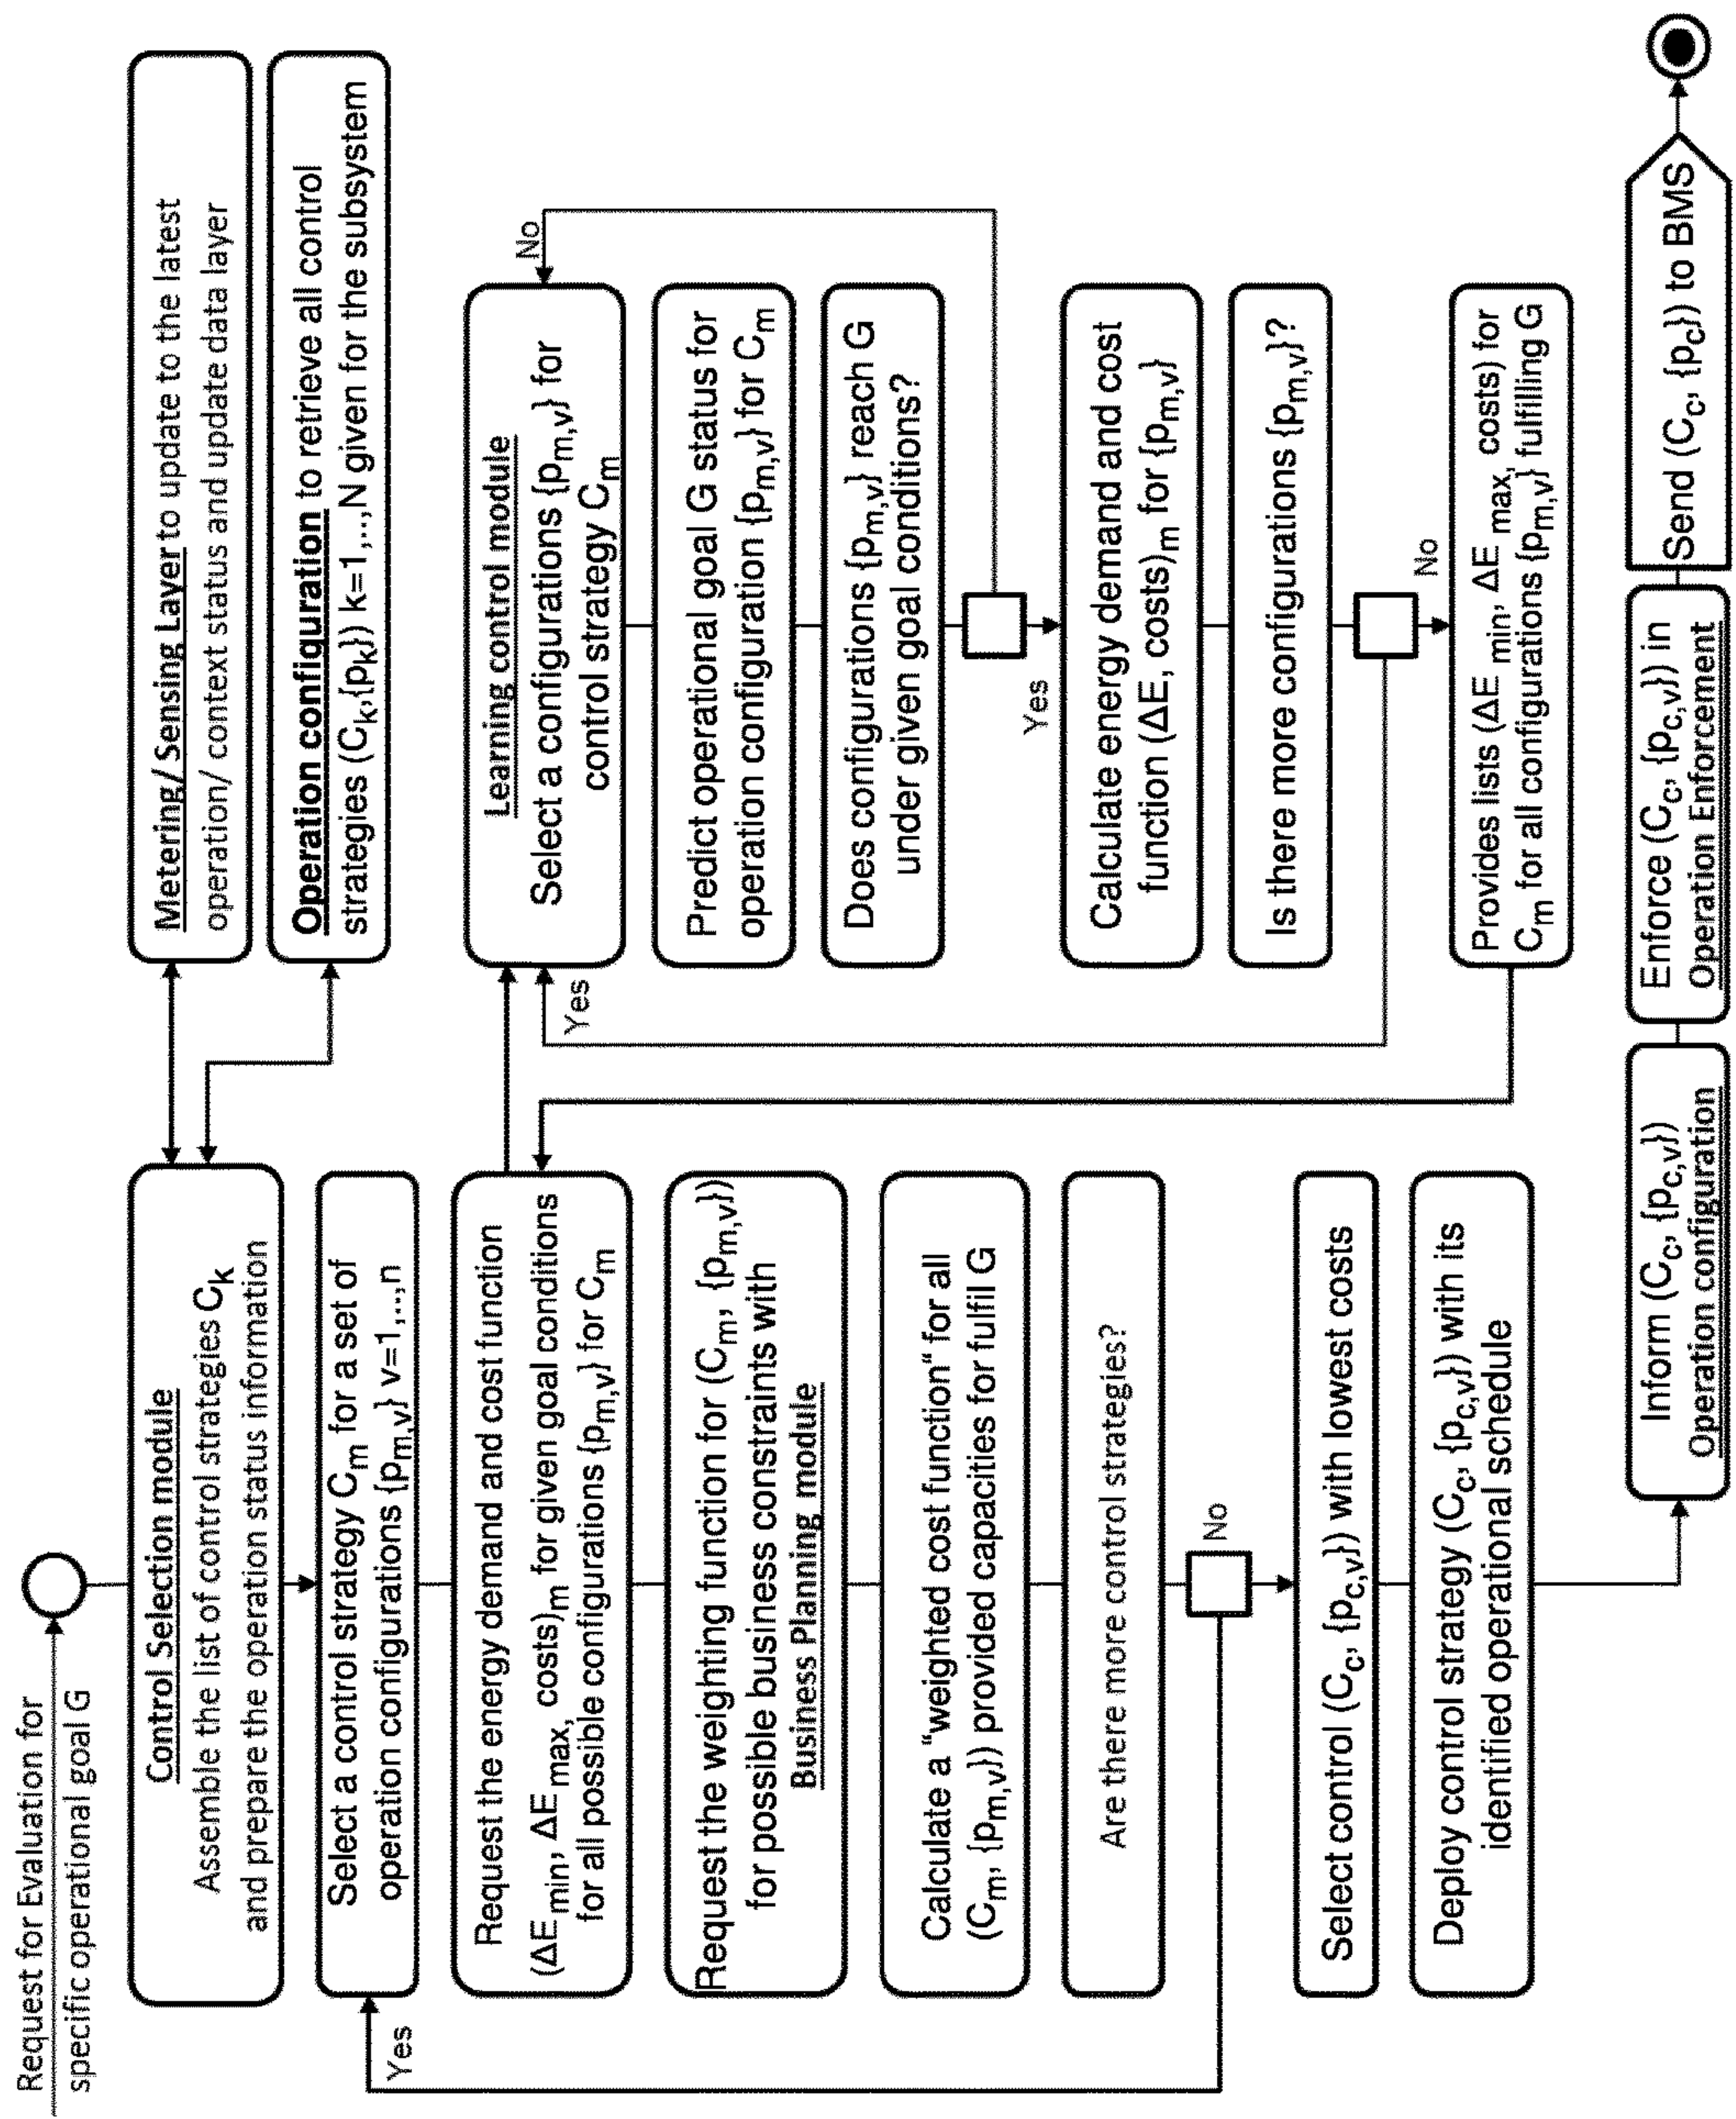 Request for Evaluation for
specific operational goal G
Control Selection module
Assemble the list of control strategies Ck
and prepare the operation status information
Metering/ Sensing Layer to update to the latest
operation/ context status and update data layer
Operation configuration to retrieve all control
strategies (Ck,{pk}) k=1,..,N given for the subsystem
Select a control strategy Cm for a set of
operation configurations {pm,v} v=1,..,n
Yes
Request the energy demand and cost function
(ΔE min, ΔE max, costs)m for given goal conditions
for all possible configurations {pm,v} for Cm
Request the weighting function for (Cm, {pm,v})
for possible business constraints with
Business Planning module
Calculate a “weighted cost function“ for all
(Cm, {pm,v}) provided capacities for fulfill G
Are there more control strategies?
No
Select control (Cc, {pc,v}) with lowest costs
Deploy control strategy (Cc, {pc,v}) with its
identified operational schedule
Learning control module
Select a configurations {pm,v} for
control strategy Cm
No
Yes
Predict operational goal G status for
operation configuration {pm,v} for Cm
Does configurations {pm,v} reach G
under given goal conditions?
Yes
Calculate energy demand and cost
function (ΔE, costs)m for {pm,v}
Is there more configurations {pm,v}?
No
Provides lists (ΔE min, ΔE max, costs) for
Cm for all configurations {pm,v} fulfilling G
Inform (Cc, {pc,v})
Operation configuration
Enforce (Cc, {pc,v}) in
Operation Enforcement
Send (Cc, {pc}) to BMS